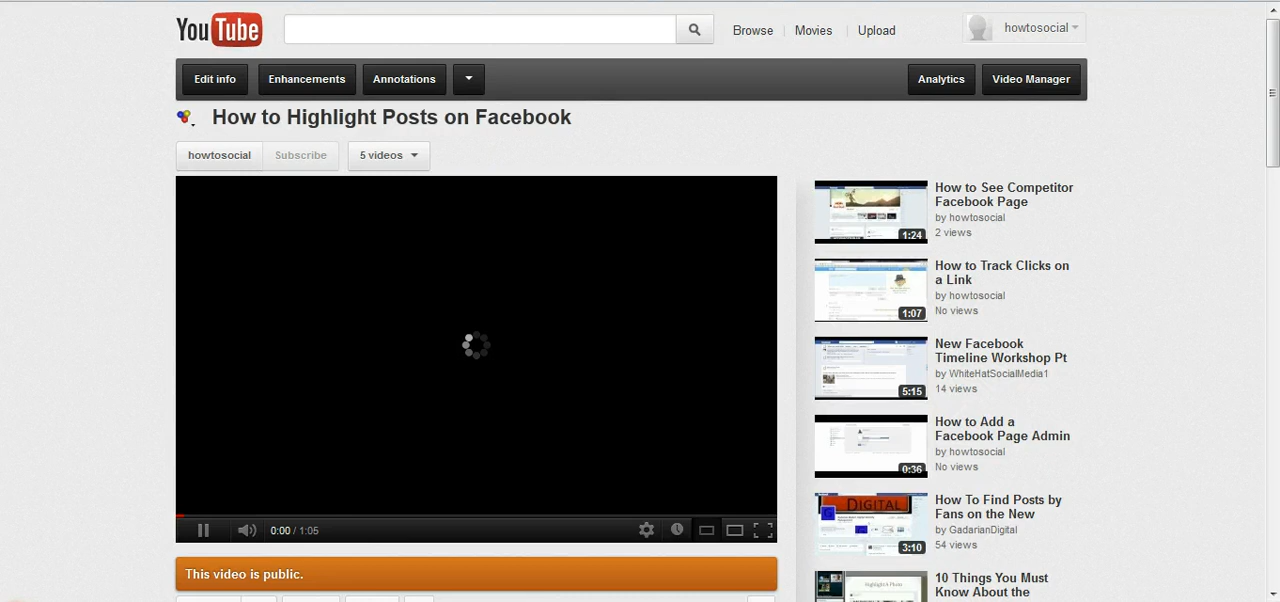 YouTube
Browse
Movies
Upload
howtosocial
Edit info
Enhancements
Annotations
Analytics
Video Manager
How to Highlight Posts on Facebook
howtosocial
Subscribe
5 videos
0:00 / 1:05
This video is public.
1:24
How to See Competitor
Facebook Page
by howtosocial
2 views
1:07
How to Track Clicks on
a Link
by howtosocial
No views
5:15
New Facebook
Timeline Workshop Pt
by WhiteHatSocialMedia1
14 views
0:36
How to Add a
Facebook Page Admin
by howtosocial
No views
DIGITAL
3:10
How To Find Posts by
Fans on the New
by GadarianDigital
54 views
10 Things You Must
Know About the